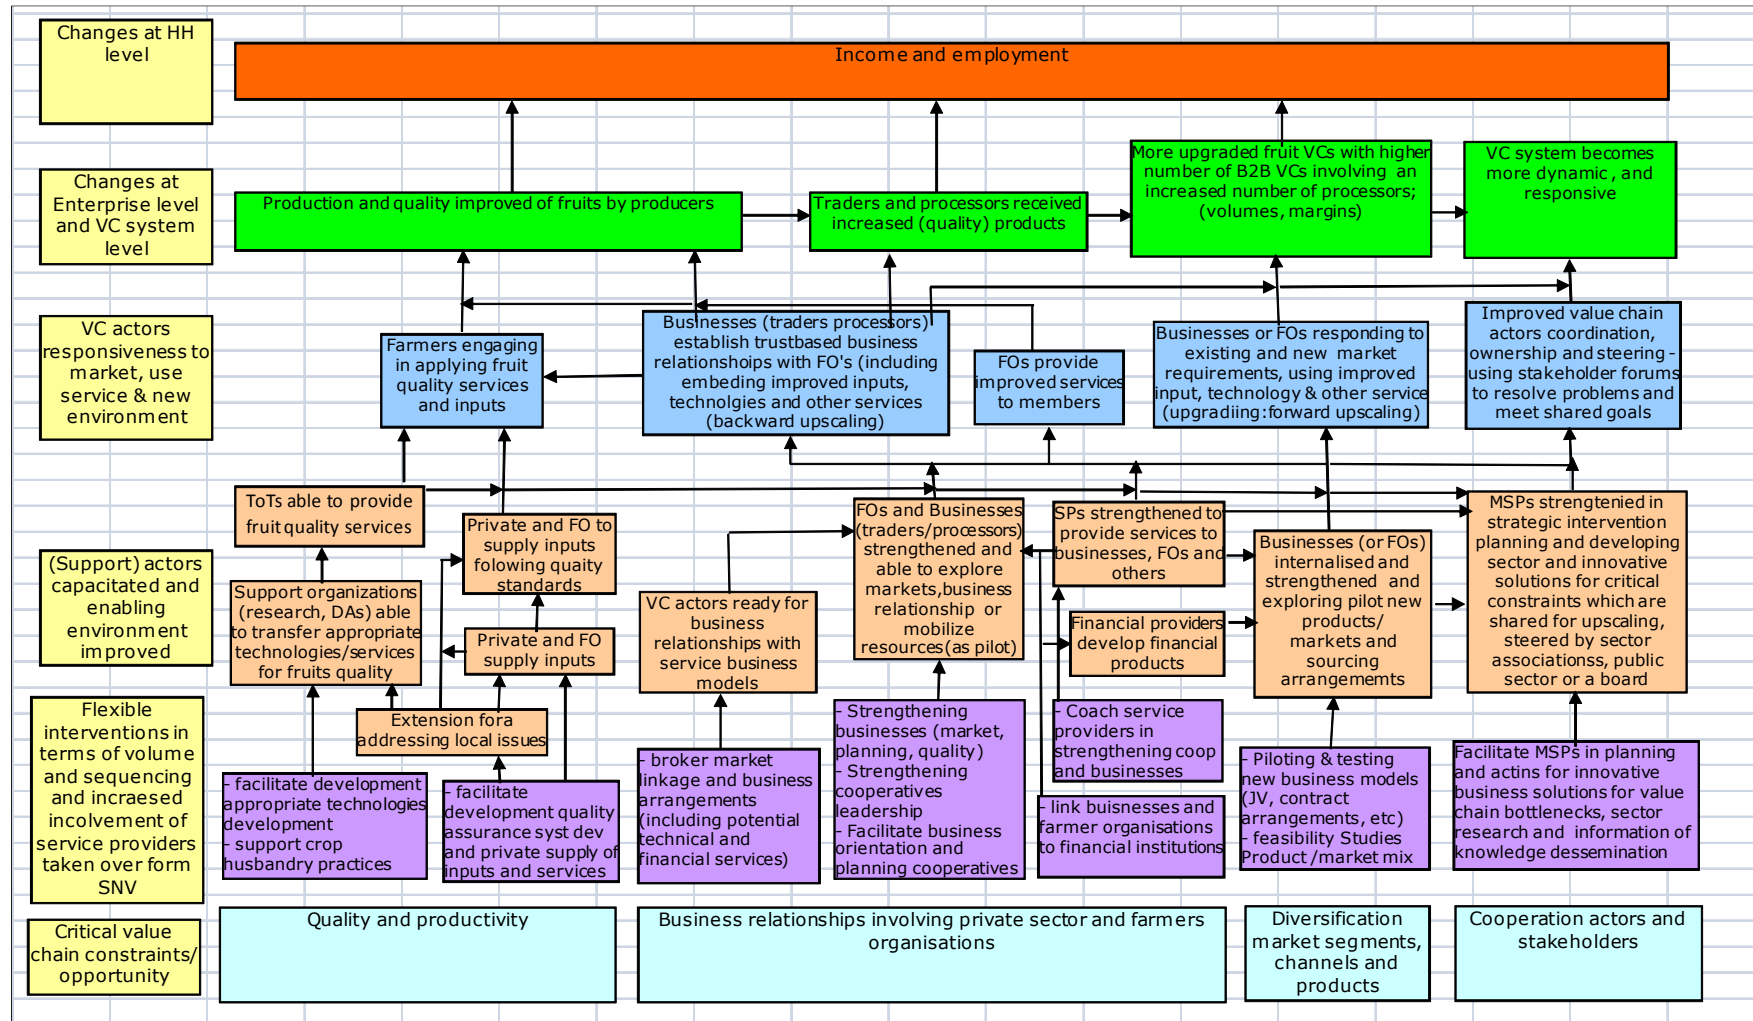 Changes at HH
level
Income and employment
Changes at
Enterprise level
and VC system
level
Production and quality improved of fruits by producers
Traders and processors received
increased (quality) products
More upgraded fruit VCs with higher
number of B2B VCs involving an
increased number of processors;
(volumes, margins)
VC system becomes
more dynamic , and
responsive
VC actors
responsiveness to
market, use
service & new
environment
Farmers engaging
in applying fruit
quality services
and inputs
Businesses (traders processors)
establish trustbased business
relationshoips with FO's (including
embeding improved inputs,
technolgies and other services
(backward upscaling)
FOs provide
improved services
to members
Businesses or FOs responding to
existing and new market
requirements, using improved
input, technology & other service
(upgradiing:forward upscaling)
Improved value chain
actors coordination,
ownership and steering -
using stakeholder forums
to resolve problems and
meet shared goals
(Support) actors
capacitated and
enabling
environment
improved
ToTs able to provide
fruit quality services
Private and FO to
supply inputs
folowing quaity
standards
Support organizations
(research, DAs) able
to transfer appropriate
technologies/services
for fruits quality
Private and FO
supply inputs
Extension fora
addressing local issues
VC actors ready for
business
relationships with
service business
models
FOs and Businesses
(traders/processors)
strengthened and
able to explore
markets,business
relationship or
mobilize
resources(as pilot)
SPs strengthened to
provide services to
businesses, FOs and
others
Financial providers
develop financial
products
Businesses (or FOs)
internalised and
strengthened and
exploring pilot new
products/
markets and
sourcing
arrangememts
MSPs strengtenied in
strategic intervention
planning and developing
sector and innovative
solutions for critical
constraints which are
shared for upscaling,
steered by sector
associationss, public
sector or a board
Flexible
interventions in
terms of volume
and sequencing
and incraesed
incolvement of
service providers
taken over form
SNV
- facilitate development
appropriate technologies
development
- support crop
husbandry practices
- facilitate
development quality
assurance syst dev
and private supply of
inputs and services
- broker market
linkage and business
arrangements
(including potential
technical and
financial services)
- Strengthening
businesses (market,
planning, quality)
- Strengthening
cooperatives
leadership
- Facilitate business
orientation and
planning cooperatives
- Coach service
providers in
strengthening coop
and businesses
- link buisnesses and
farmer organisations
to financial institutions
- Piloting & testing
new business models
(JV, contract
arrangements, etc)
- feasibility Studies
Product /market mix
Facilitate MSPs in planning
and actins for innovative
business solutions for value
chain bottlenecks, sector
research and information of
knowledge dessemination
Critical value
chain constraints/
opportunity
Quality and productivity
Business relationships involving private sector and farmers
organisations
Diversification
market segments,
channels and
products
Cooperation actors and
stakeholders